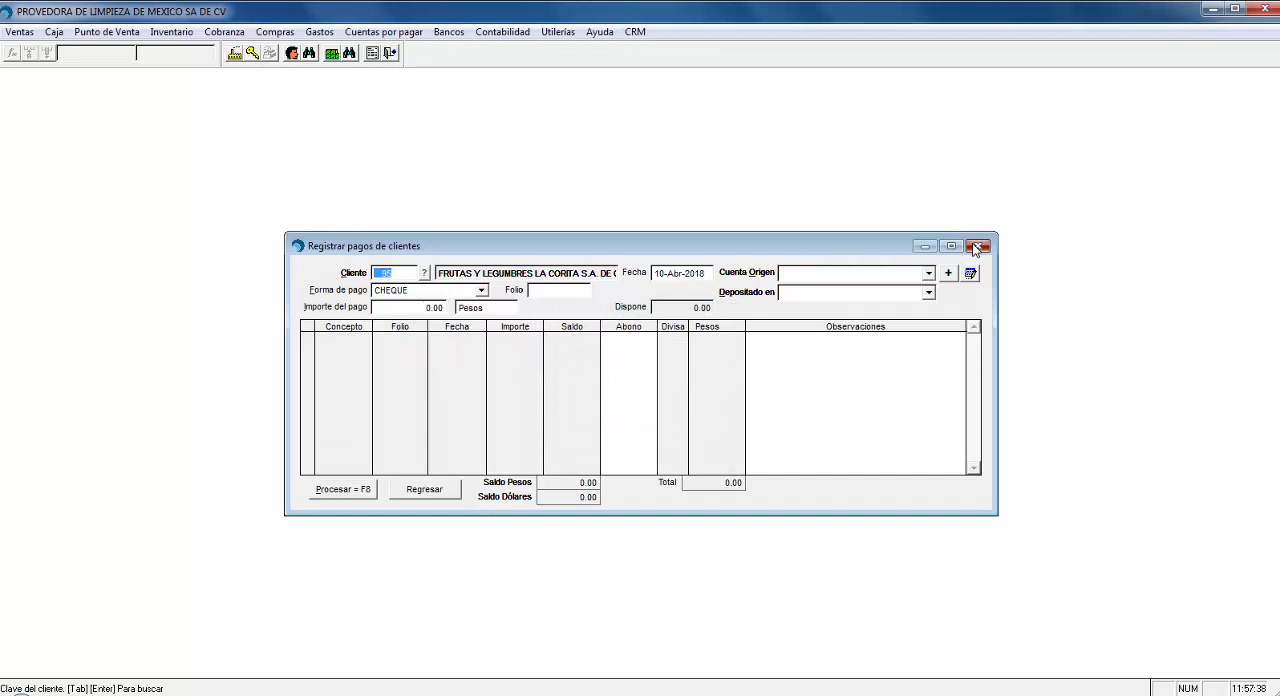 PROVEDORA DE LIMPIEZA DE MEXICO SA DE CV
Ventas Caja Punto de Venta Inventario Cobranza Compras Gastos Cuentas por pagar Bancos Contabilidad Utilerías Ayuda CRM
Registrar pagos de clientes
Cliente 95 ? FRUTAS Y LEGUMBRES LA CORITA S.A. DE Fecha 10-Abr-2018 Cuenta Origen +
Forma de pago CHEQUE Folio Depositado en
Importe del pago 0.00 Pesos Dispone 0.00
Concepto Folio Fecha Importe Saldo Abono Divisa Pesos Observaciones
Procesar = F8 Regresar Saldo Pesos 0.00 Total 0.00
Saldo Dólares 0.00
Clave del cliente. [Tab] [Enter] Para buscar NUM 11:57:38